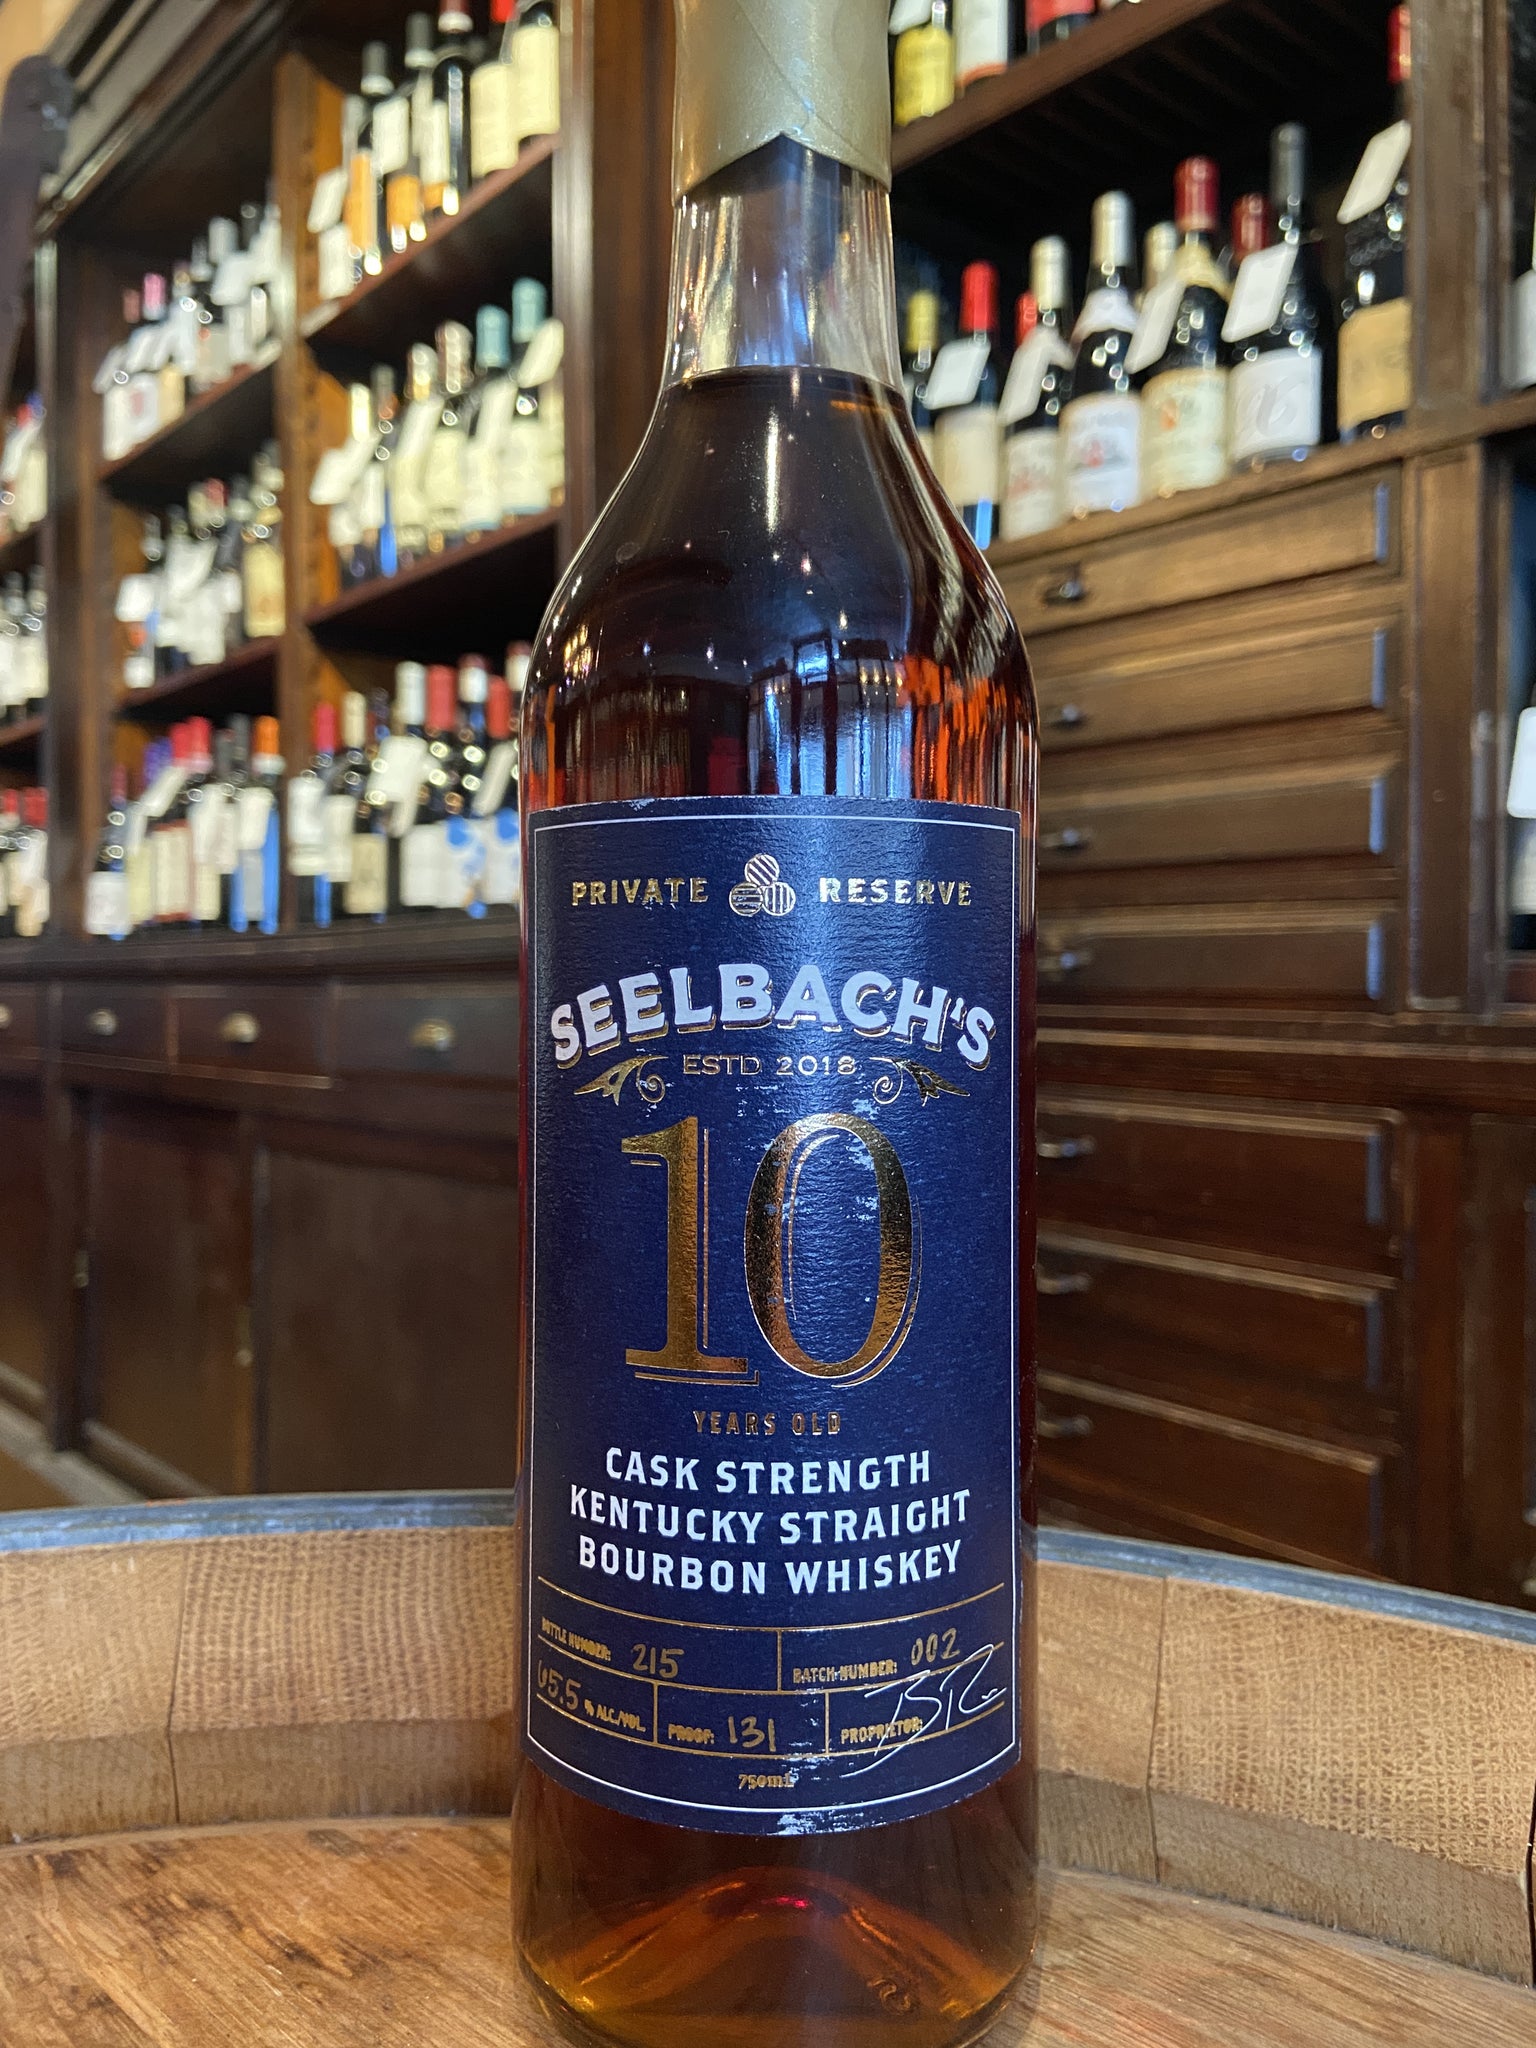 PRIVATE RESERVE
SEELBACH'S
ESTD 2018
10
YEARS OLD
CASK STRENGTH
KENTUCKY STRAIGHT
BOURBON WHISKEY
BOTTLE NUMBER: 215
BATCH NUMBER: 002
65.5 % ALC./VOL.
PROOF: 131
PROPRIETOR:
750mL